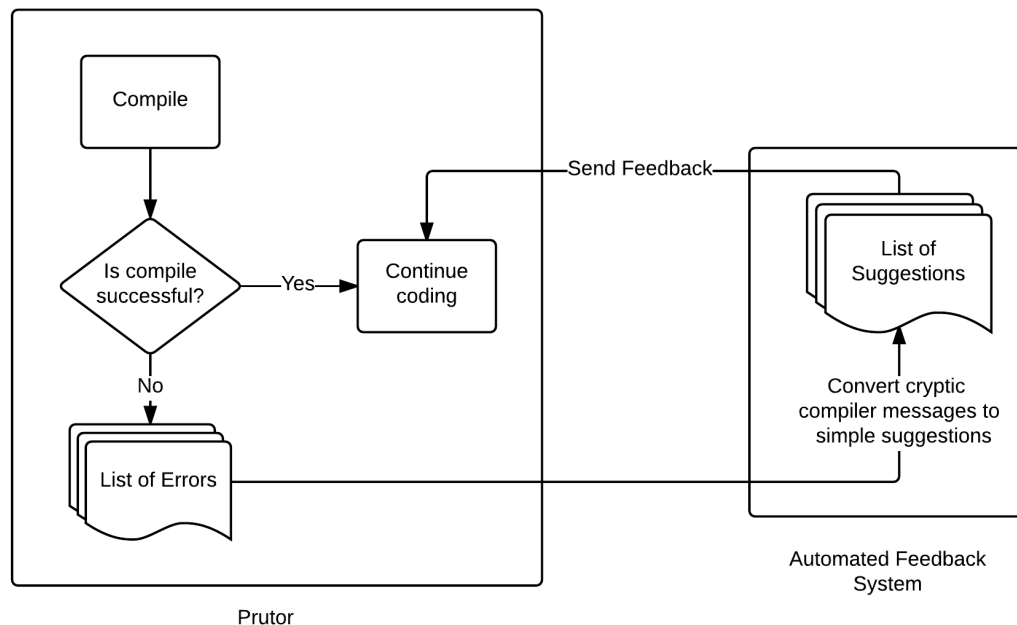 Compile
Is compile
successful?
Yes
Continue
coding
No
List of Errors
Prutor
Send Feedback
List of
Suggestions
Convert cryptic
compiler messages to
simple suggestions
Automated Feedback
System